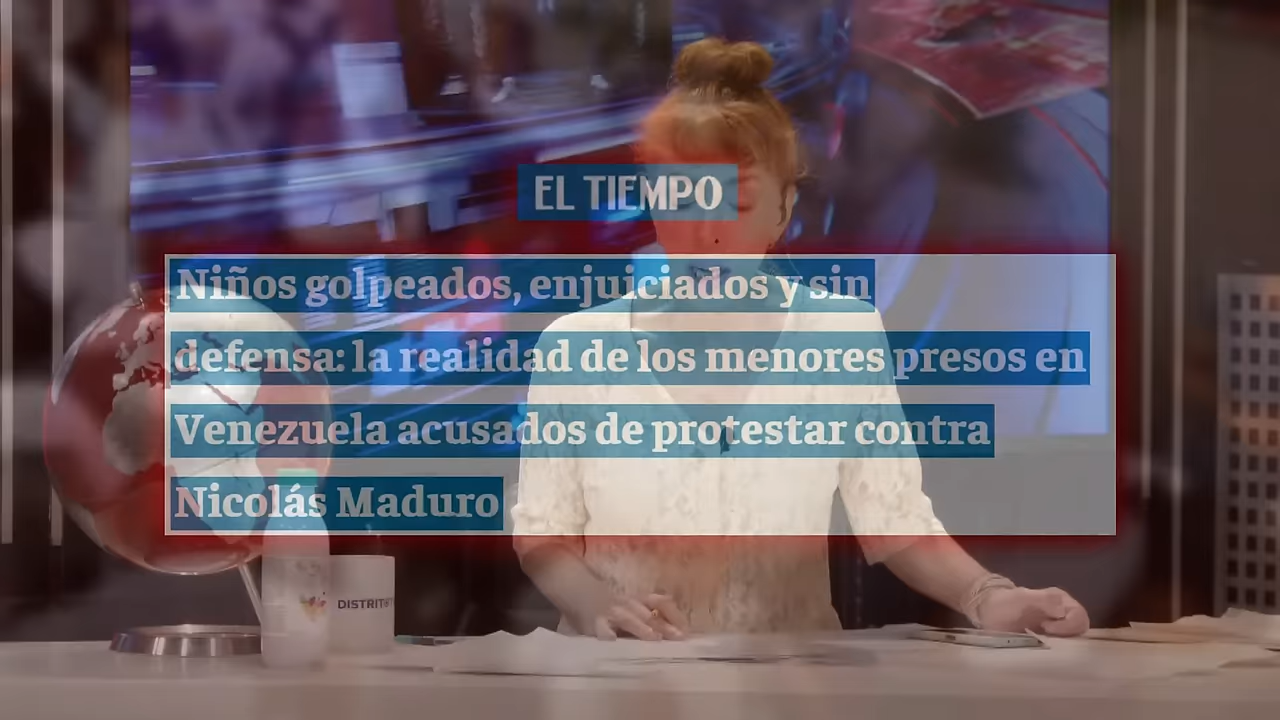 EL TIEMPO
Niños golpeados, enjuiciados y sin
defensa: la realidad de los menores presos en
Venezuela acusados de protestar contra
Nicolás Maduro
DISTRIT